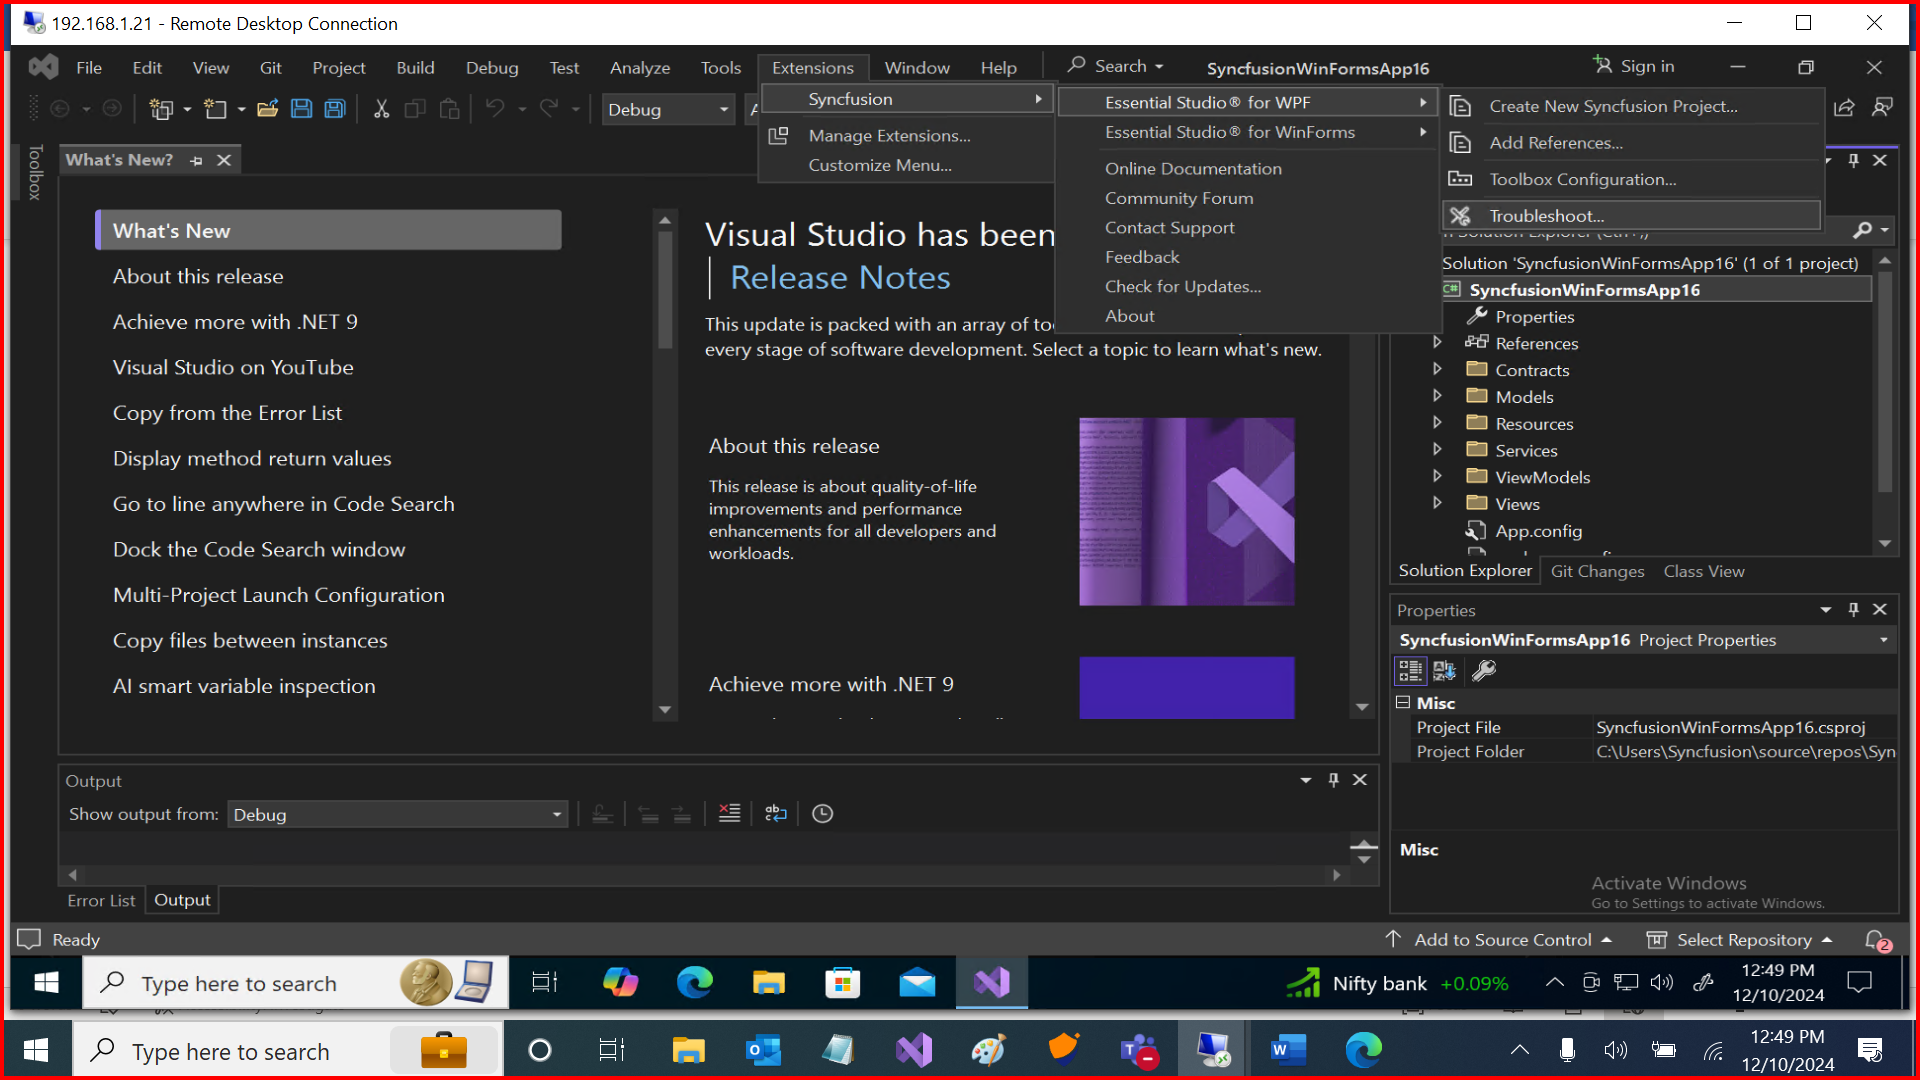 192.168.1.21 - Remote Desktop Connection
File Edit View Git Project Build Debug Test Analyze Tools Extensions Window Help Search SyncfusionWinFormsApp16 Sign in
Debug
Syncfusion
Manage Extensions...
Customize Menu...
Essential Studio® for WPF
Essential Studio® for WinForms
Online Documentation
Community Forum
Contact Support
Feedback
Check for Updates...
About
Create New Syncfusion Project...
Add References...
Toolbox Configuration...
Troubleshoot...
Toolbox
What's New?
What's New
About this release
Achieve more with .NET 9
Visual Studio on YouTube
Copy from the Error List
Display method return values
Go to line anywhere in Code Search
Dock the Code Search window
Multi-Project Launch Configuration
Copy files between instances
AI smart variable inspection
Visual Studio has been
Release Notes
This update is packed with an array of
every stage of software development. Select a topic to learn what's new.
About this release
This release is about quality-of-life
improvements and performance
enhancements for all developers and
workloads.
Achieve more with .NET 9
Solution 'SyncfusionWinFormsApp16' (1 of 1 project)
C# SyncfusionWinFormsApp16
Properties
References
Contracts
Models
Resources
Services
ViewModels
Views
App.config
Solution Explorer Git Changes Class View
Properties
SyncfusionWinFormsApp16 Project Properties
Misc
Project File SyncfusionWinFormsApp16.csproj
Project Folder C:\Users\Syncfusion\source\repos\Syn
Misc
Activate Windows
Go to Settings to activate Windows.
Output
Show output from: Debug
Error List Output
Ready Add to Source Control Select Repository 2
Type here to search Nifty bank +0.09% 12:49 PM
12/10/2024
Type here to search 12:49 PM
12/10/2024